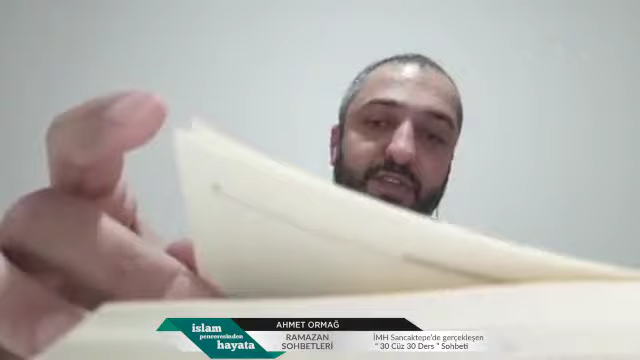 islam
penceresinden
hayata
AHMET ORMAĞ
RAMAZAN
SOHBETLERİ
İMH Sancaktepe'de gerçekleşen
" 30 Cüz 30 Ders " Sohbeti